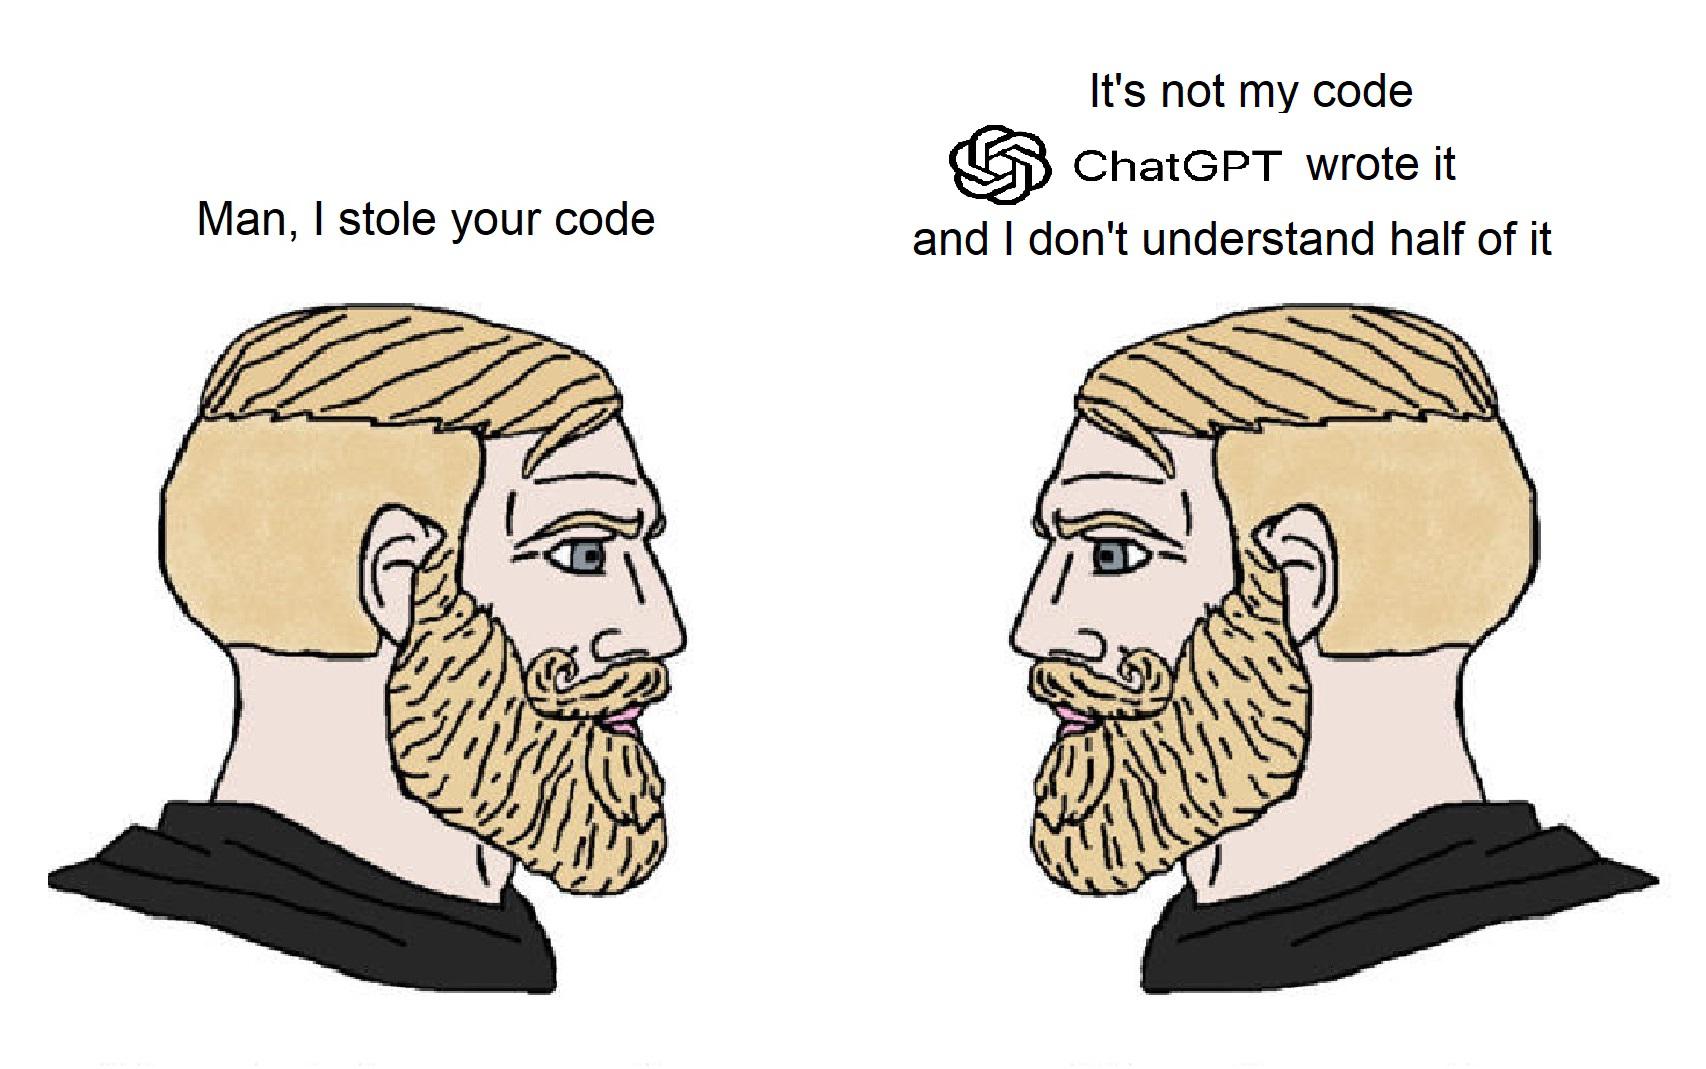 Man, I stole your code
It's not my code
ChatGPT wrote it
and I don't understand half of it